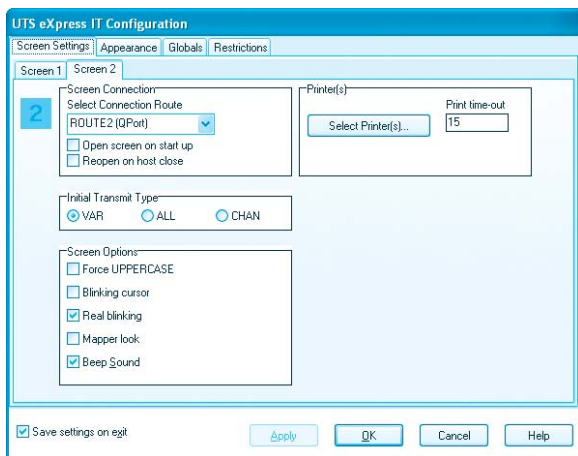 UTS eXpress IT Configuration
Screen Settings Appearance Globals Restrictions
Screen 1 Screen 2
2
Screen Connection
Select Connection Route
ROUTE2 (QPort)
Open screen on start up
Reopen on host close
Printer(s)
Select Printer(s)...
Print time-out
15
Initial Transmit Type
VAR ALL CHAN
Screen Options
Force UPPERCASE
Blinking cursor
Real blinking
Mapper look
Beep Sound
Save settings on exit
Apply OK Cancel Help